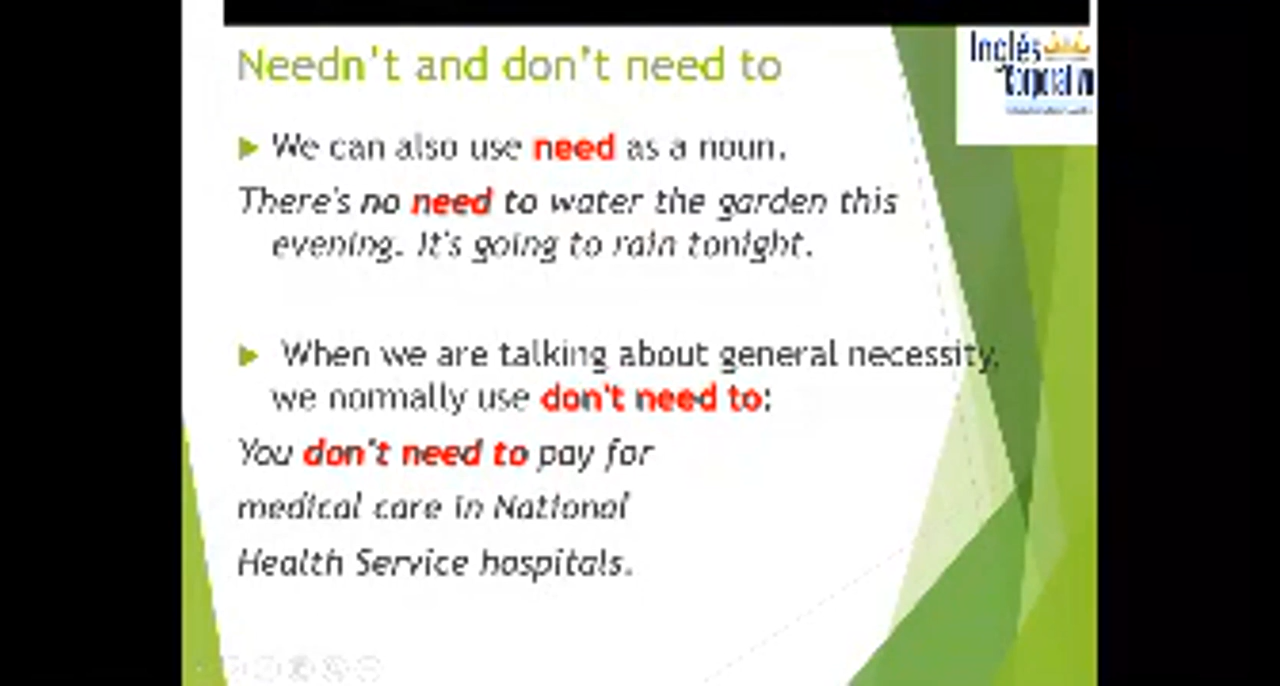 Needn't and don't need to
Inglés
Corporativo
We can also use need as a noun.
There's no need to water the garden this
evening. It's going to rain tonight.
When we are talking about general necessity,
we normally use don't need to:
You don't need to pay for
medical care in National
Health Service hospitals.